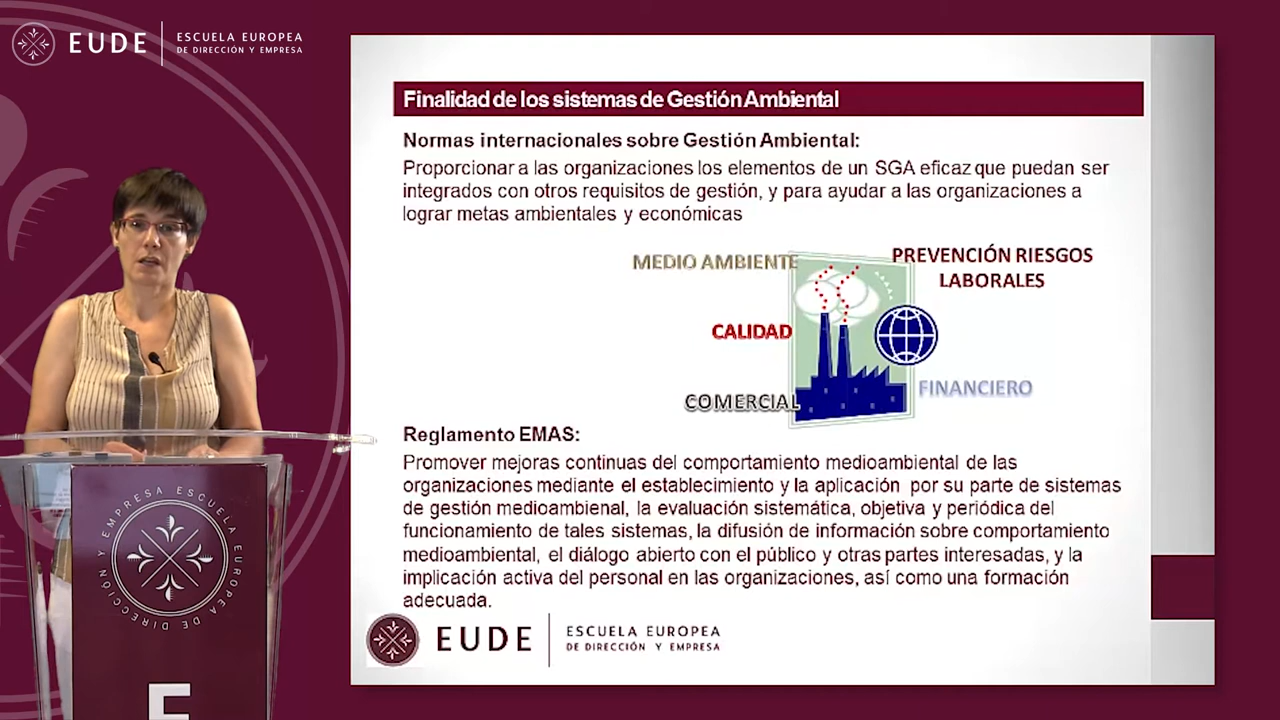 EUDE
ESCUELA EUROPEA
DE DIRECCIÓN Y EMPRESA
Finalidad de los sistemas de Gestión Ambiental
Normas internacionales sobre Gestión Ambiental:
Proporcionar a las organizaciones los elementos de un SGA eficaz que puedan ser
integrados con otros requisitos de gestión, y para ayudar a las organizaciones a
lograr metas ambientales y económicas
MEDIO AMBIENTE
PREVENCIÓN RIESGOS
LABORALES
CALIDAD
FINANCIERO
COMERCIAL
Reglamento EMAS:
Promover mejoras continuas del comportamiento medioambiental de las
organizaciones mediante el establecimiento y la aplicación por su parte de sistemas
de gestión medioambienal, la evaluación sistemática, objetiva y periódica del
funcionamiento de tales sistemas, la difusión de información sobre comportamiento
medioambiental, el diálogo abierto con el público y otras partes interesadas, y la
implicación activa del personal en las organizaciones, así como una formación
adecuada.
EUDE
ESCUELA EUROPEA
DE DIRECCIÓN Y EMPRESA
ESCUELA EUROPEA DE DIRECCIÓN Y EMPRESA
E